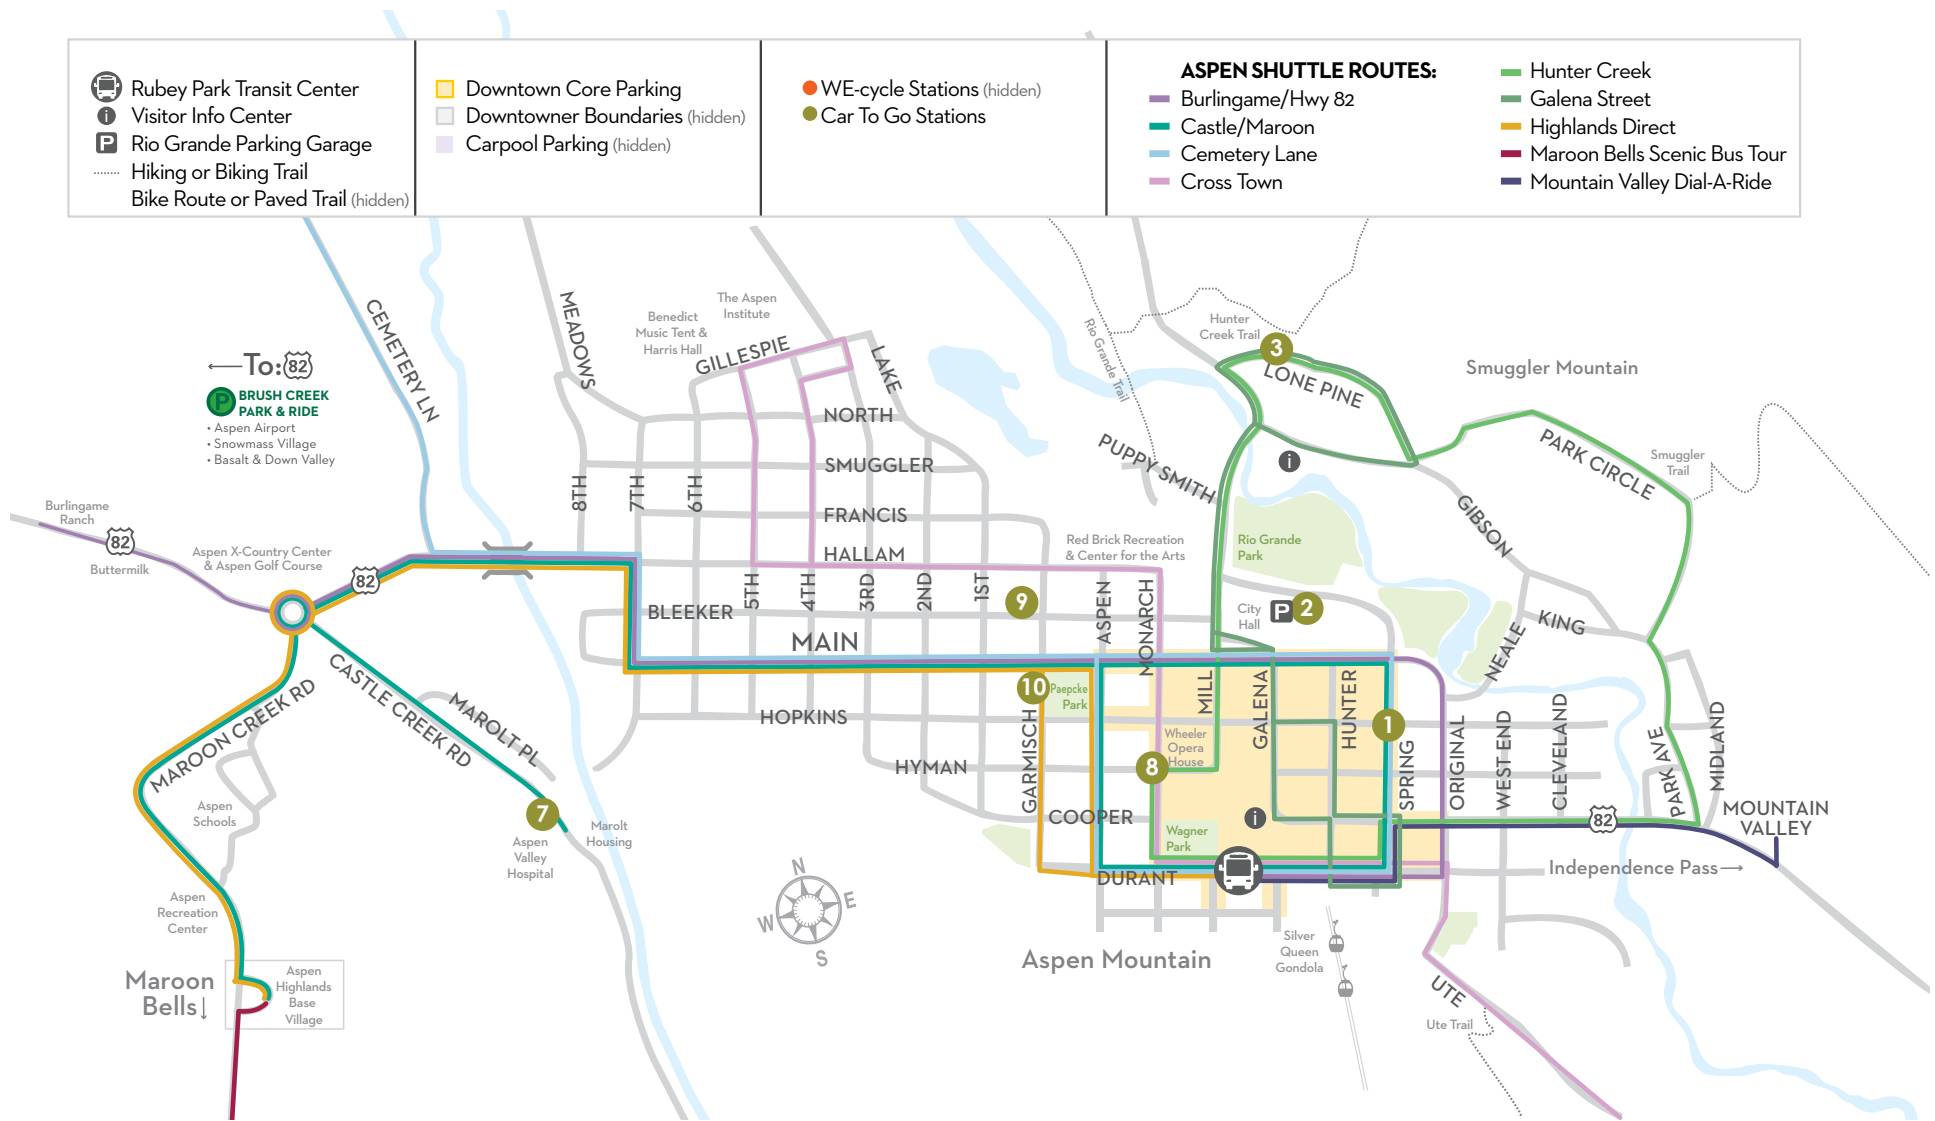 Rubey Park Transit Center
i Visitor Info Center
P Rio Grande Parking Garage
Hiking or Biking Trail
Bike Route or Paved Trail (hidden)
Downtown Core Parking
Downtowner Boundaries (hidden)
Carpool Parking (hidden)
WE-cycle Stations (hidden)
Car To Go Stations
ASPEN SHUTTLE ROUTES:
Burlingame/Hwy 82
Castle/Maroon
Cemetery Lane
Cross Town
Hunter Creek
Galena Street
Highlands Direct
Maroon Bells Scenic Bus Tour
Mountain Valley Dial-A-Ride
To: 82
P BRUSH CREEK
PARK & RIDE
• Aspen Airport
• Snowmass Village
• Basalt & Down Valley
CEMETERY LN
MEADOWS
The Aspen
Institute
Benedict
Music Tent &
Harris Hall
GILLESPIE
LAKE
NORTH
SMUGGLER
FRANCIS
HALLAM
8TH
7TH
6TH
5TH
4TH
3RD
2ND
1ST
BLEEKER
MAIN
HOPKINS
HYMAN
COOPER
DURANT
GARMISCH
ASPEN
MONARCH
MILL
GALENA
HUNTER
SPRING
ORIGINAL
WEST END
CLEVELAND
PARK AVE
MIDLAND
Rio Grande Trail
Hunter
Creek Trail
3
LONE PINE
Smuggler Mountain
PUPPY SMITH
i
PARK CIRCLE
Smuggler
Trail
GIBSON
KING
NEALE
Rio Grande
Park
Red Brick Recreation
& Center for the Arts
City
Hall
P
2
9
10
Paepcke
Park
Wheeler
Opera
House
8
1
Wagner
Park
i
82
MOUNTAIN
VALLEY
Independence Pass
Burlingame
Ranch
82
Buttermilk
Aspen X-Country Center
& Aspen Golf Course
82
MAROON CREEK RD
CASTLE CREEK RD
MAROLT PL
Aspen
Schools
7
Aspen
Valley
Hospital
Marolt
Housing
Aspen
Recreation
Center
Maroon
Bells
Aspen
Highlands
Base
Village
N
E
S
W
Aspen Mountain
Silver
Queen
Gondola
UTE
Ute Trail